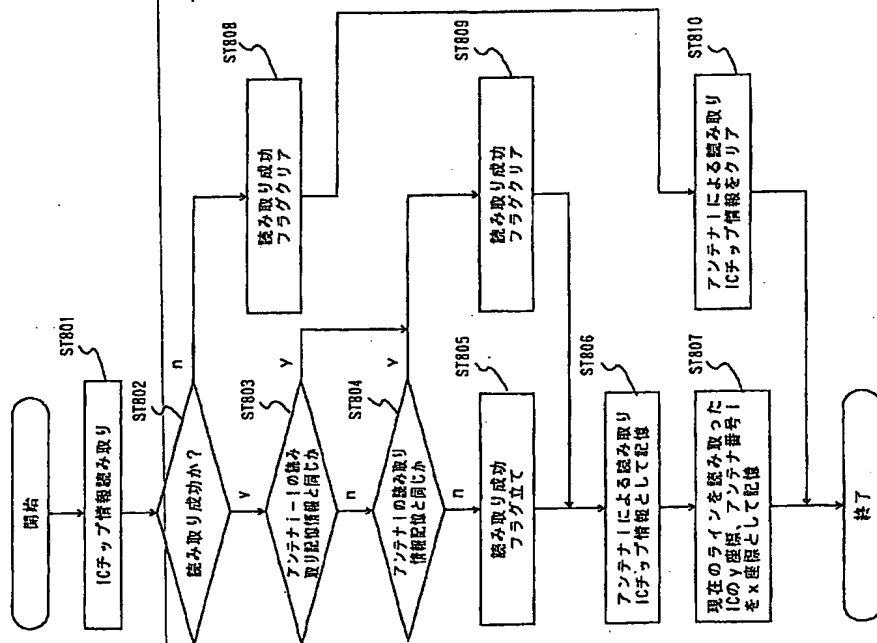 開始
ST801
ICチップ情報読み取り
ST802
読み取り成功か?
n
y
ST808
読み取り成功
フラグクリア
ST803
アンテナi-1の読み
取り記憶情報と同じか
y
n
ST804
アンテナiの読み取り
情報記憶と同じか
y
n
ST805
読み取り成功
フラグ立て
ST809
読み取り成功
フラグクリア
ST806
アンテナiによる読み取り
ICチップ情報として記憶
ST807
現在のラインを読み取った
ICのy座標、アンテナ番号i
をx座標として記憶
ST810
アンテナiによる読み取り
ICチップ情報をクリア
終了